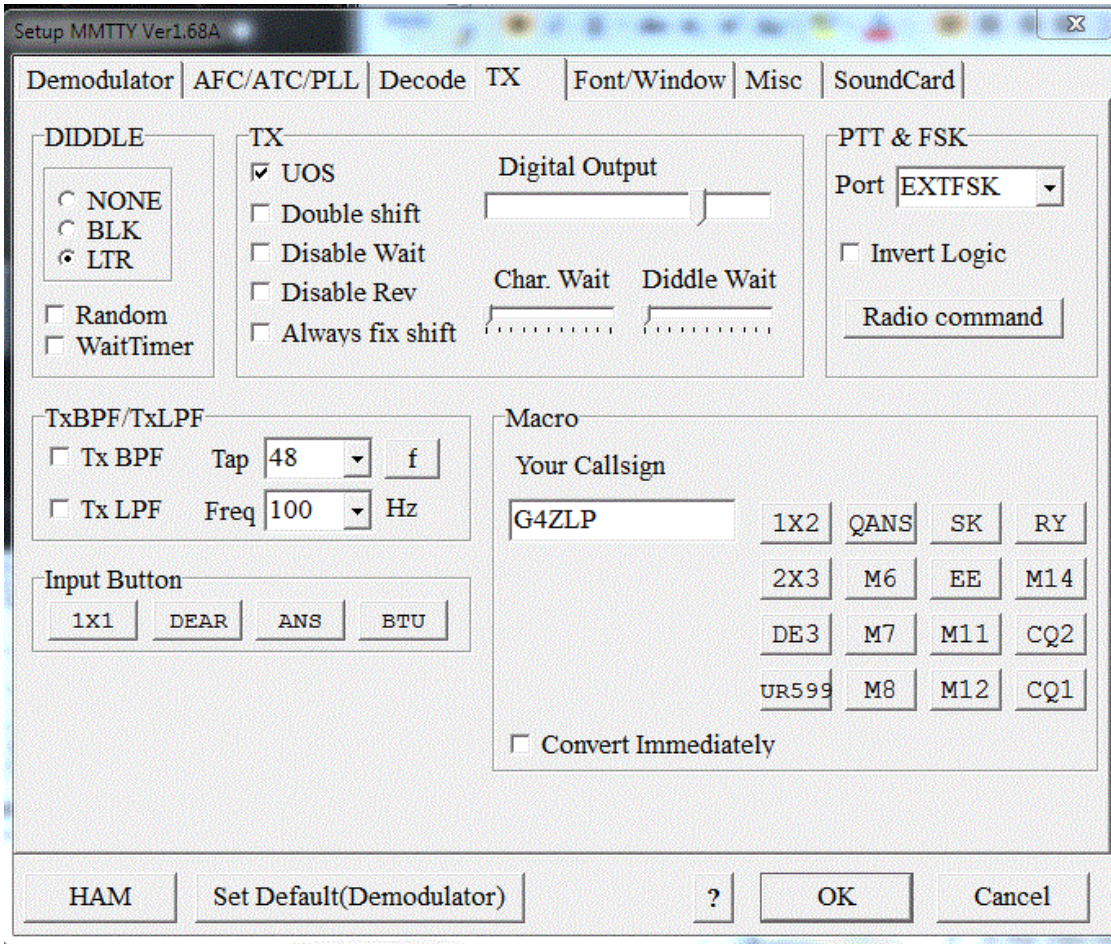 Setup MMTTY Ver1.68A
Demodulator AFC/ATC/PLL Decode TX Font/Window Misc SoundCard
DIDDLE
NONE
BLK
LTR
Random
WaitTimer
TX
UOS
Double shift
Disable Wait
Disable Rev
Always fix shift
Digital Output
Char. Wait Diddle Wait
PTT & FSK
Port EXTFSK
Invert Logic
Radio command
TxBPF/TxLPF
Tx BPF Tap 48 f
Tx LPF Freq 100 Hz
Input Button
1X1 DEAR ANS BTU
Macro
Your Callsign
G4ZLP
1X2 QANS SK RY
2X3 M6 EE M14
DE3 M7 M11 CQ2
UR599 M8 M12 CQ1
Convert Immediately
HAM Set Default(Demodulator) ? OK Cancel